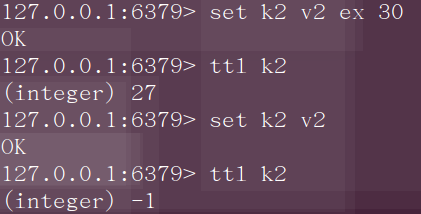 127.0.0.1:6379> set k2 v2 ex 30
OK
127.0.0.1:6379> ttl k2
(integer) 27
127.0.0.1:6379> set k2 v2
OK
127.0.0.1:6379> ttl k2
(integer) -1